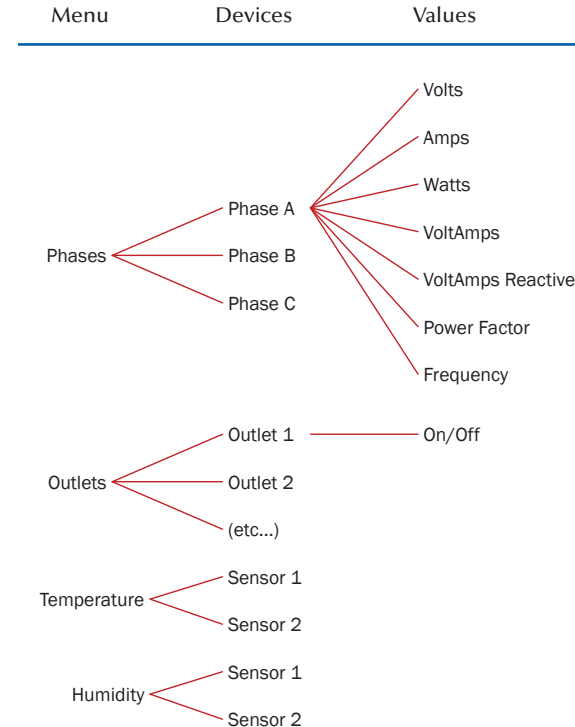 Menu Devices Values
Volts
Amps
Watts
VoltAmps
VoltAmps Reactive
Power Factor
Frequency
Phases
Phase A
Phase B
Phase C
Outlets
Outlet 1
On/Off
Outlet 2
(etc...)
Temperature
Sensor 1
Sensor 2
Humidity
Sensor 1
Sensor 2